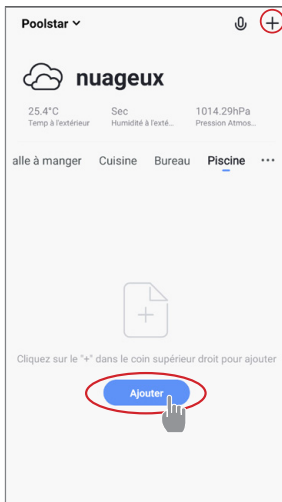 Poolstar
nuageux
25.4°C Sec 1014.29hPa
Temp à l'extérieur Humidité à l'exté... Pression Atmos...
alle à manger Cuisine Bureau Piscine ...
Cliquez sur le "+" dans le coin supérieur droit pour ajouter
Ajouter